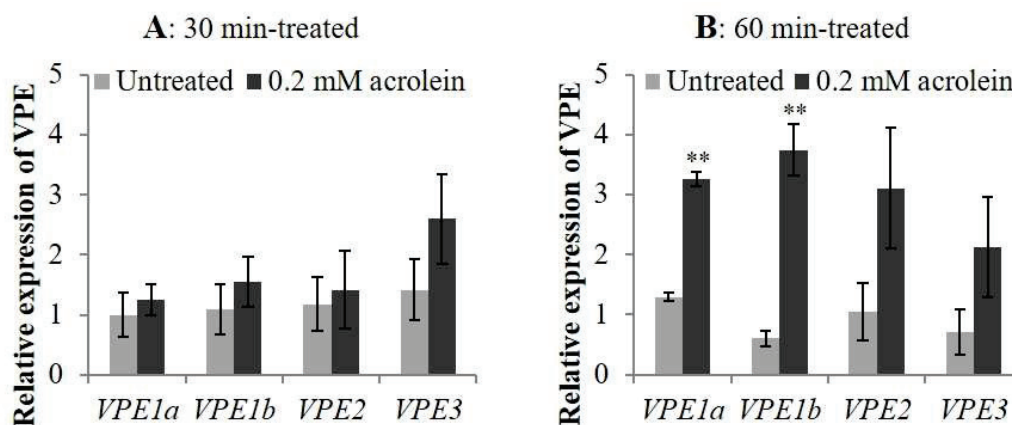 A: 30 min-treated
Untreated 0.2 mM acrolein
Relative expression of VPE
5
4
3
2
1
0
VPE1a VPE1b VPE2 VPE3
B: 60 min-treated
Untreated 0.2 mM acrolein
Relative expression of VPE
5
4
3
2
1
0
**
**
VPE1a VPE1b VPE2 VPE3